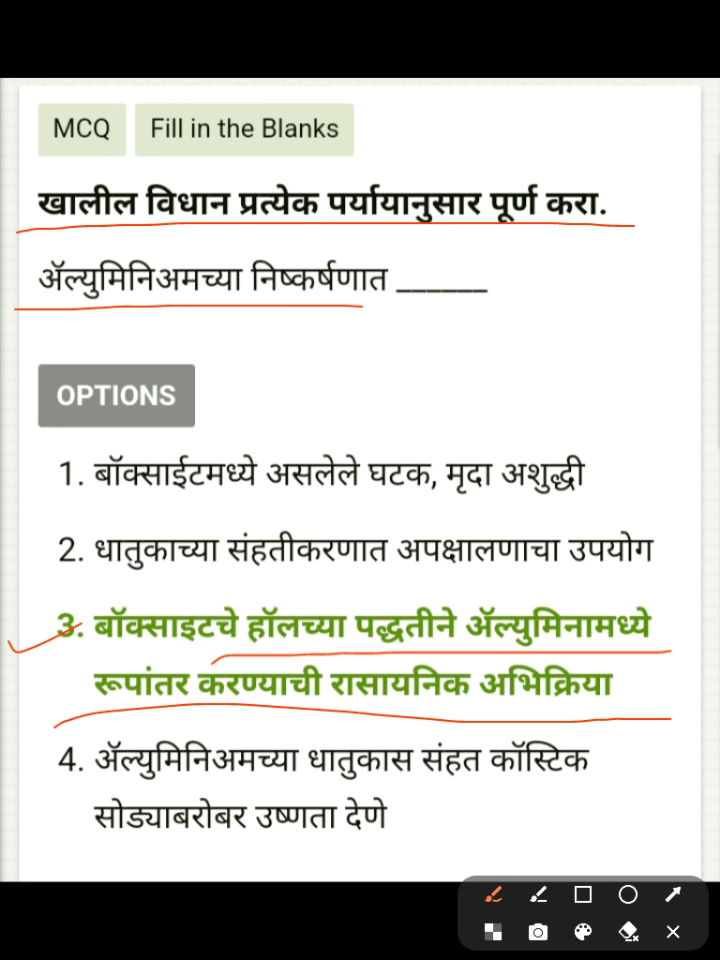 MCQ Fill in the Blanks
खालील विधान प्रत्येक पर्यायानुसार पूर्ण करा.
ॲल्युमिनिअमच्या निष्कर्षणात ______
OPTIONS
1. बॉक्साईटमध्ये असलेले घटक, मृदा अशुद्धी
2. धातुकाच्या संहतीकरणात अपक्षालणाचा उपयोग
3. बॉक्साइटचे हॉलच्या पद्धतीने ॲल्युमिनामध्ये
रूपांतर करण्याची रासायनिक अभिक्रिया
4. ॲल्युमिनिअमच्या धातुकास संहत कॉस्टिक
सोड्याबरोबर उष्णता देणे